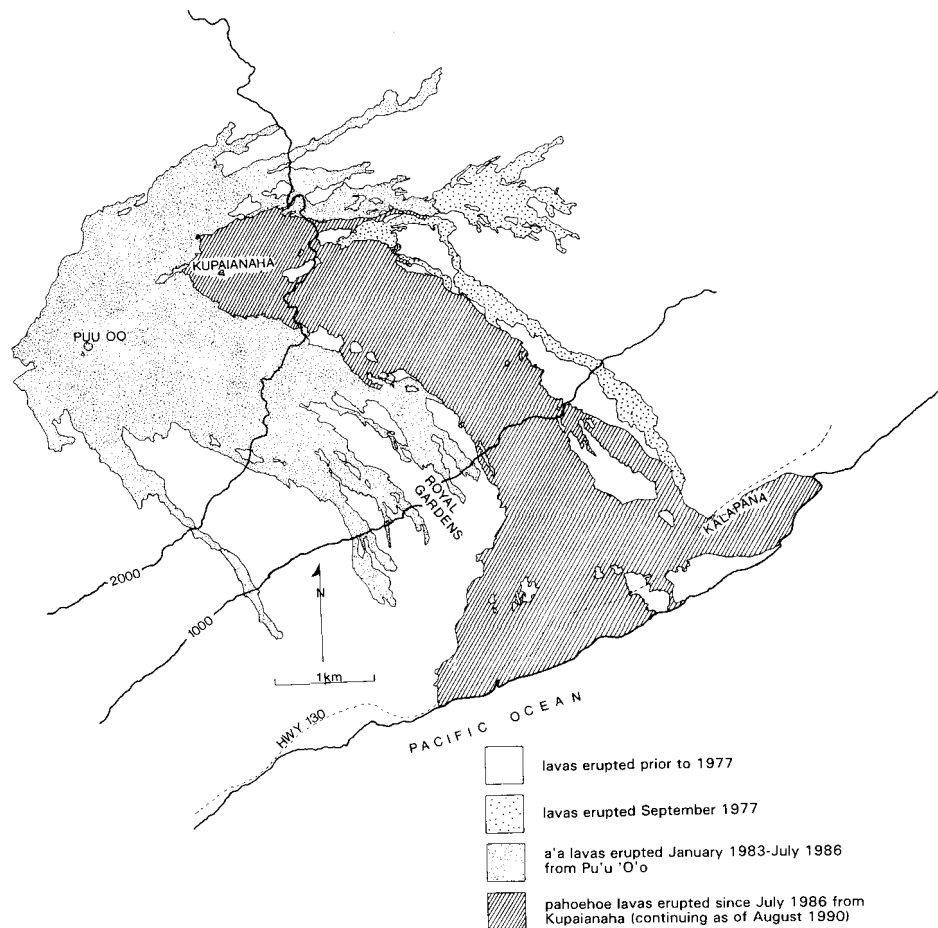 KUPAIANAHA
PUU OO
ROYAL
GARDENS
KALAPANA
2000
1000
N
1km
HWY 130
PACIFIC OCEAN
lavas erupted prior to 1977
lavas erupted September 1977
a'a lavas erupted January 1983-July 1986
from Pu'u 'O'o
pahoehoe lavas erupted since July 1986 from
Kupaianaha (continuing as of August 1990)